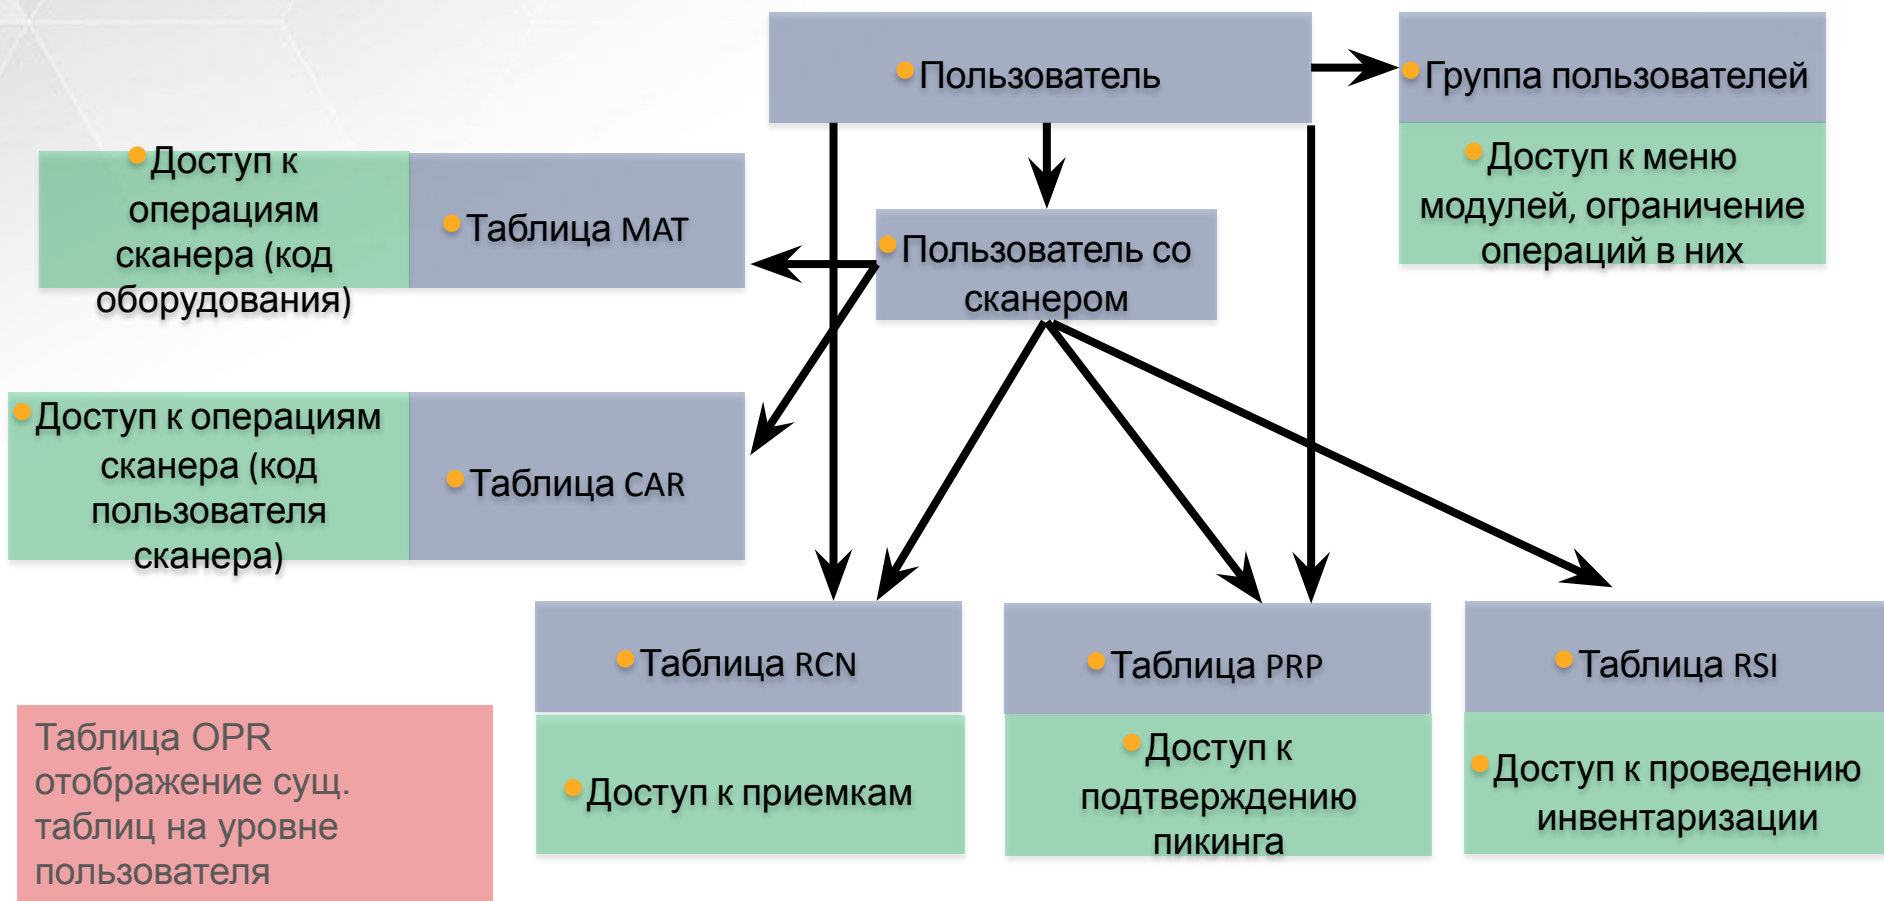 Пользователь
Группа пользователей
Доступ к меню
модулей, ограничение
операций в них
Доступ к
операциям
сканера (код
оборудования)
Таблица MAT
Пользователь со
сканером
Доступ к операциям
сканера (код
пользователя
сканера)
Таблица CAR
Таблица RCN
Доступ к приемкам
Таблица PRP
Доступ к
подтверждению
пикинга
Таблица RSI
Доступ к проведению
инвентаризации
Таблица OPR
отображение сущ.
таблиц на уровне
пользователя